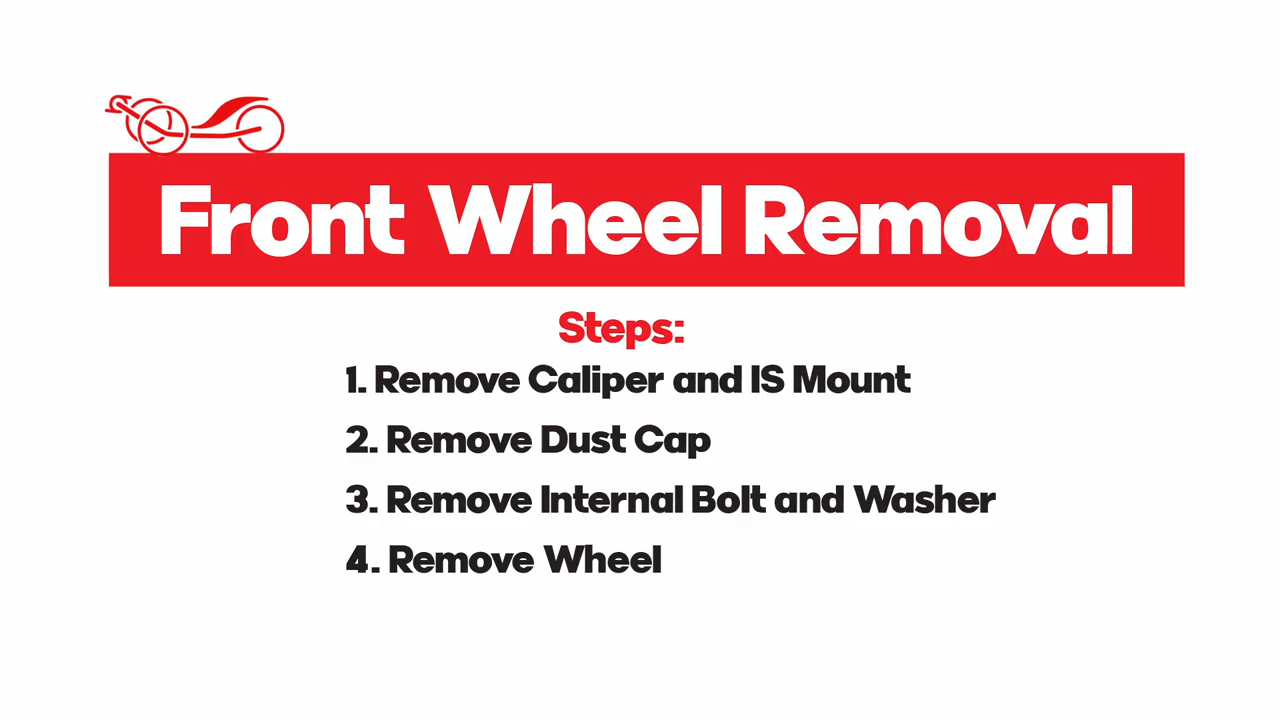 Front Wheel Removal
Steps:
1. Remove Caliper and IS Mount
2. Remove Dust Cap
3. Remove Internal Bolt and Washer
4. Remove Wheel